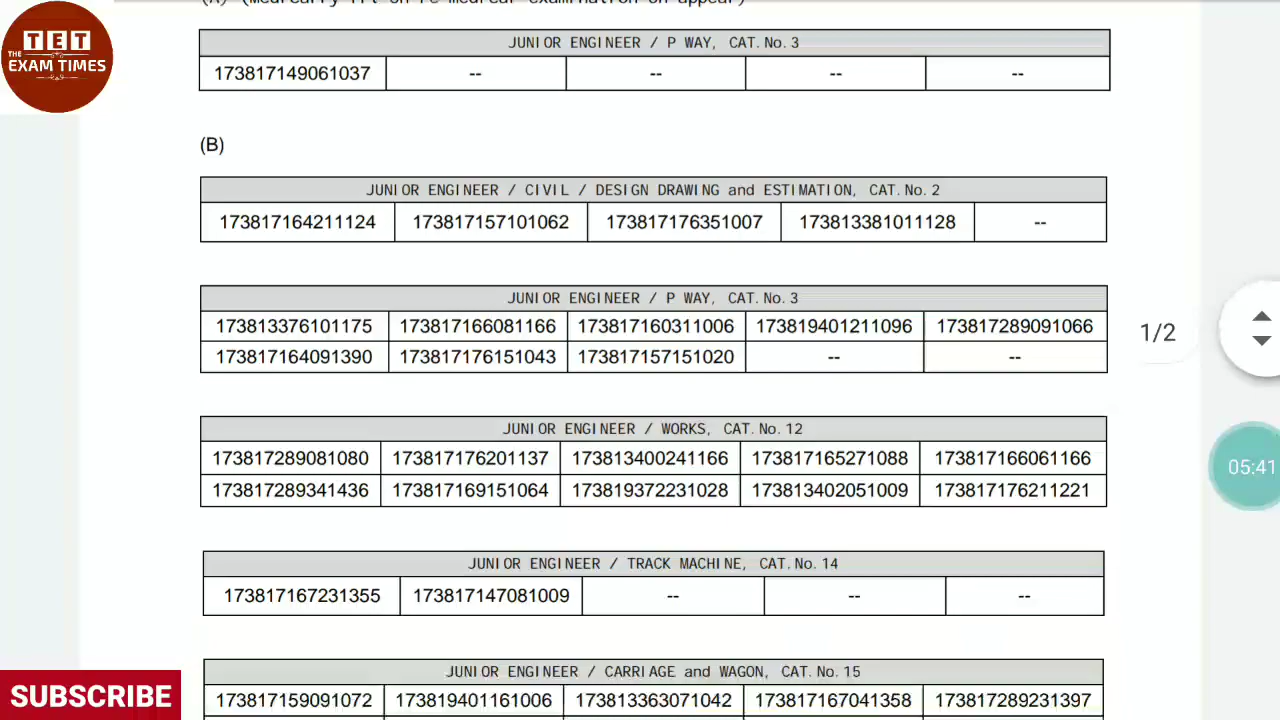 TET
THE
EXAM TIMES
JUNIOR ENGINEER / P WAY, CAT.No.3
173817149061037 -- -- -- --
(B)
JUNIOR ENGINEER / CIVIL / DESIGN DRAWING and ESTIMATION, CAT.No.2
173817164211124 173817157101062 173817176351007 173813381011128 --
JUNIOR ENGINEER / P WAY, CAT.No.3
173813376101175 173817166081166 173817160311006 173819401211096 173817289091066
173817164091390 173817176151043 173817157151020 -- --
1/2
JUNIOR ENGINEER / WORKS, CAT.No.12
173817289081080 173817176201137 173813400241166 173817165271088 173817166061166
173817289341436 173817169151064 173819372231028 173813402051009 173817176211221
05:41
JUNIOR ENGINEER / TRACK MACHINE, CAT.No.14
173817167231355 173817147081009 -- -- --
JUNIOR ENGINEER / CARRIAGE and WAGON, CAT.No.15
173817159091072 173819401161006 173813363071042 173817167041358 173817289231397
SUBSCRIBE